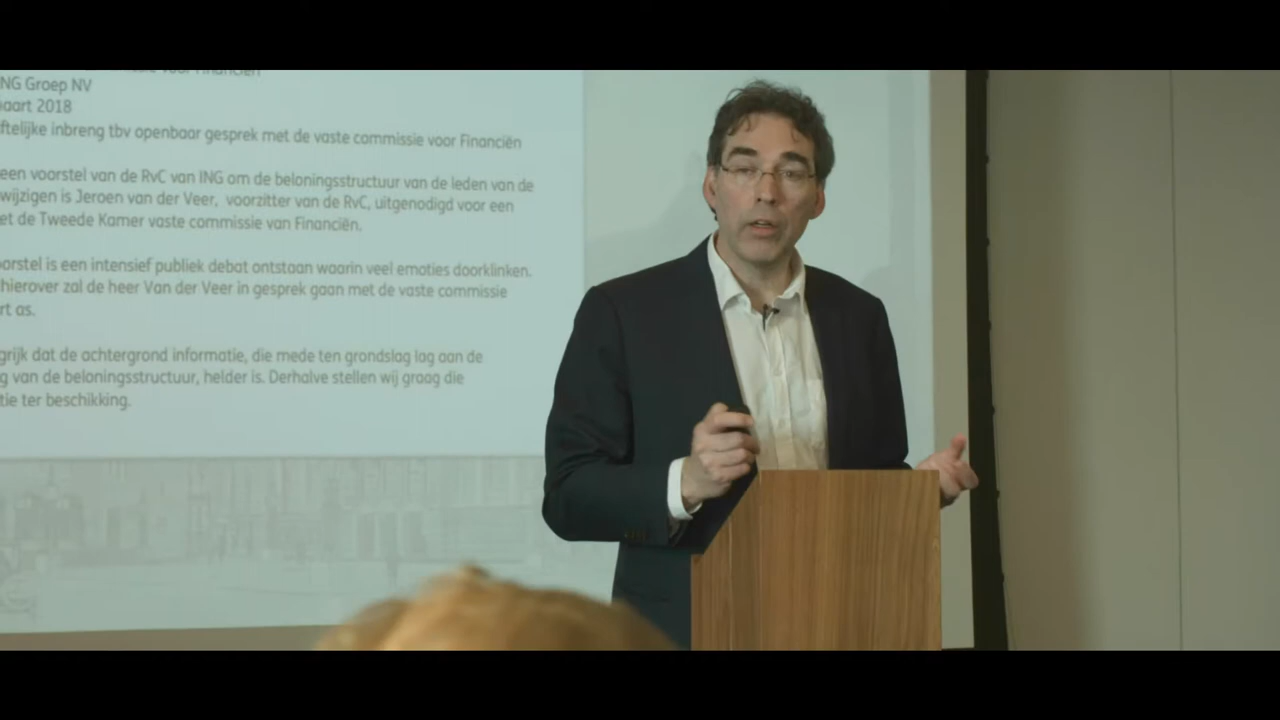 NG Groep NV
aart 2018
ftelijke inbreng tbv openbaar gesprek met de vaste commissie voor Financiën
een voorstel van de RvC van ING om de beloningsstructuur van de leden van de
wijzigen is Jeroen van der Veer, voorzitter van de RvC, uitgenodigd voor een
et de Tweede Kamer vaste commissie van Financiën.
orstel is een intensief publiek debat ontstaan waarin veel emoties doorklinken.
hierover zal de heer Van der Veer in gesprek gaan met de vaste commissie
rt as.
grijk dat de achtergrond informatie, die mede ten grondslag lag aan de
g van de beloningsstructuur, helder is. Derhalve stellen wij graag die
tie ter beschikking.